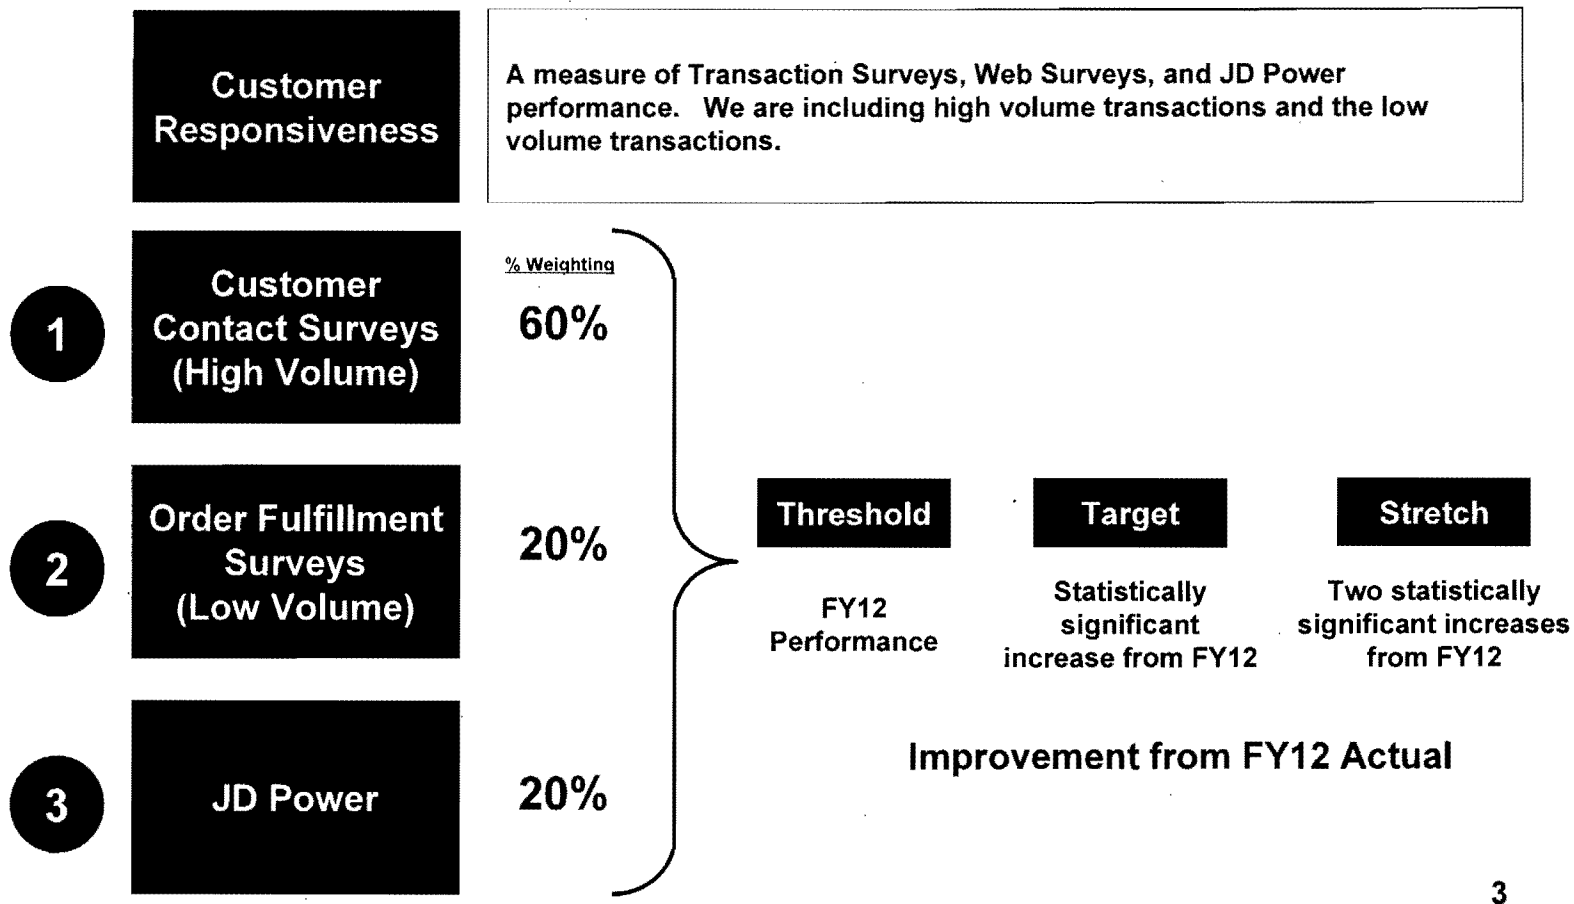 Customer
Responsiveness
A measure of Transaction Surveys, Web Surveys, and JD Power
performance. We are including high volume transactions and the low
volume transactions.
1
Customer
Contact Surveys
(High Volume)
% Weighting
60%
2
Order Fulfillment
Surveys
(Low Volume)
20%
3
JD Power
20%
Threshold
FY12
Performance
Target
Statistically
significant
increase from FY12
Stretch
Two statistically
significant increases
from FY12
Improvement from FY12 Actual
3